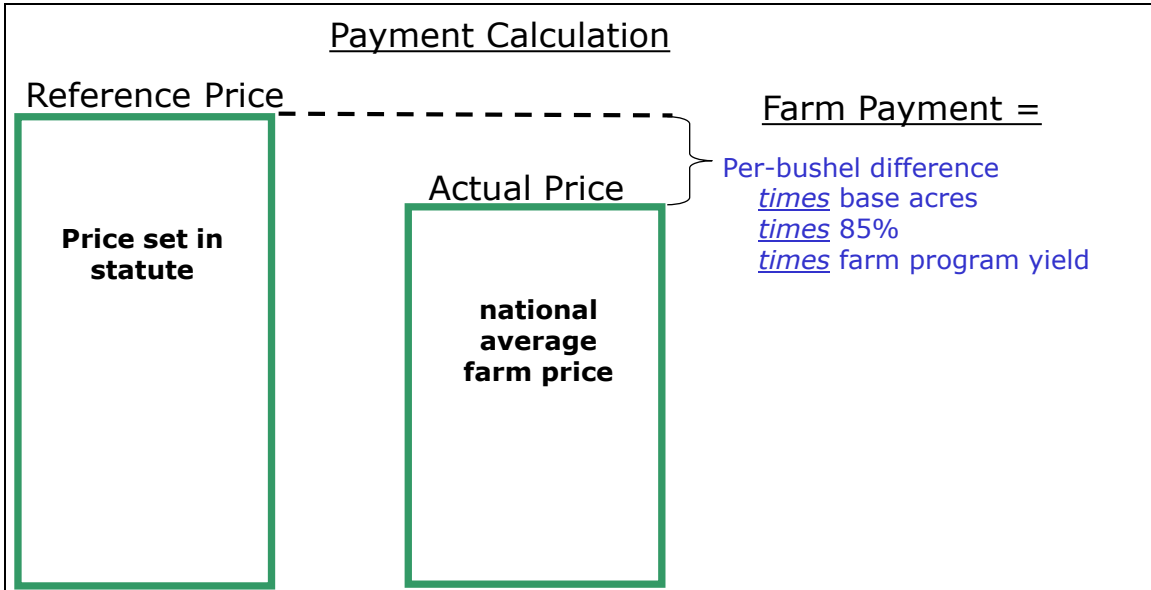 Payment Calculation
Reference Price
Farm Payment =
Per-bushel difference
times base acres
times 85%
times farm program yield
Actual Price
Price set in
statute
national
average
farm price